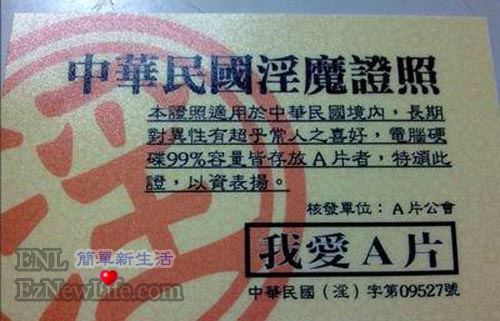 中華民國淫魔證照
本證照適用於中華民國境內，長期
對異性有超乎常人之喜好，電腦硬
碟99%容量皆存放A片者，特頒此
證，以資表揚。
核發單位：A片公會
我愛A片
中華民國(淫)字第09527號
淫
ENL 簡單新生活
EzNewLife.com